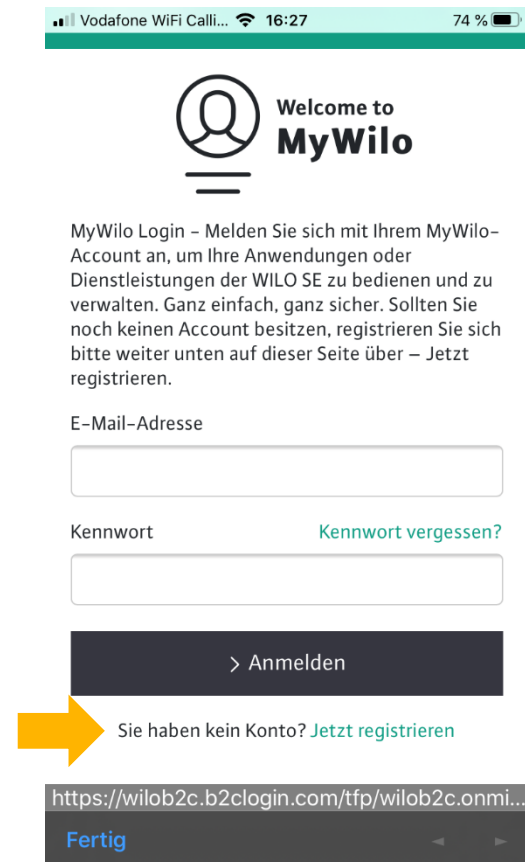 Vodafone WiFi Calli... 16:27 74 %
Welcome to
MyWilo
MyWilo Login – Melden Sie sich mit Ihrem MyWilo-
Account an, um Ihre Anwendungen oder
Dienstleistungen der WILO SE zu bedienen und zu
verwalten. Ganz einfach, ganz sicher. Sollten Sie
noch keinen Account besitzen, registrieren Sie sich
bitte weiter unten auf dieser Seite über – Jetzt
registrieren.
E-Mail-Adresse
Kennwort Kennwort vergessen?
> Anmelden
Sie haben kein Konto? Jetzt registrieren
https://wilob2c.b2clogin.com/tfp/wilob2c.onmi...
Fertig